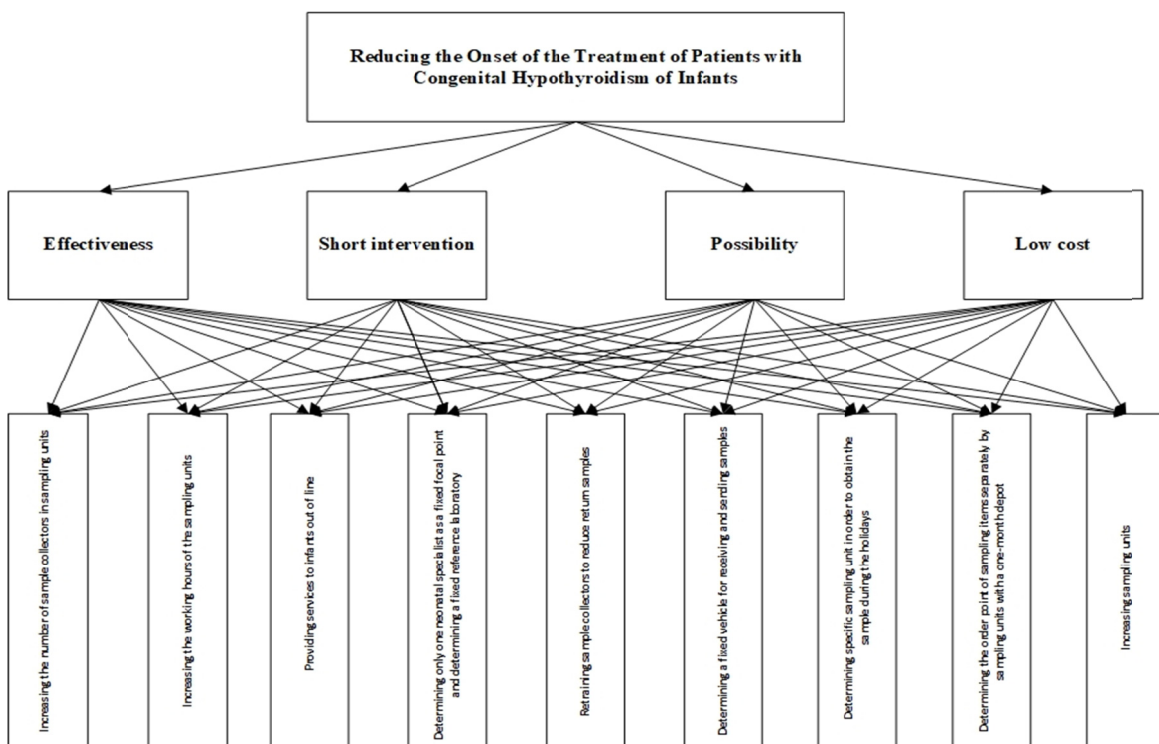 Reducing the Onset of the Treatment of Patients with
Congenital Hypothyroidism of Infants
Effectiveness
Short intervention
Possibility
Low cost
Increasing the number of sample collectors in sampling units
Increasing the working hours of the sampling units
Providing services to infants out of line
Determining only one neonatal specialist as a fixed focal point
and determining a fixed reference laboratory
Retraining sample collectors to reduce return samples
Determining a fixed vehicle for receiving and sending samples
Determining specific sampling unit in order to obtain the
sample during the holidays
Determining the order point of sampling items separately by
sampling units with a one-month depot
Increasing sampling units